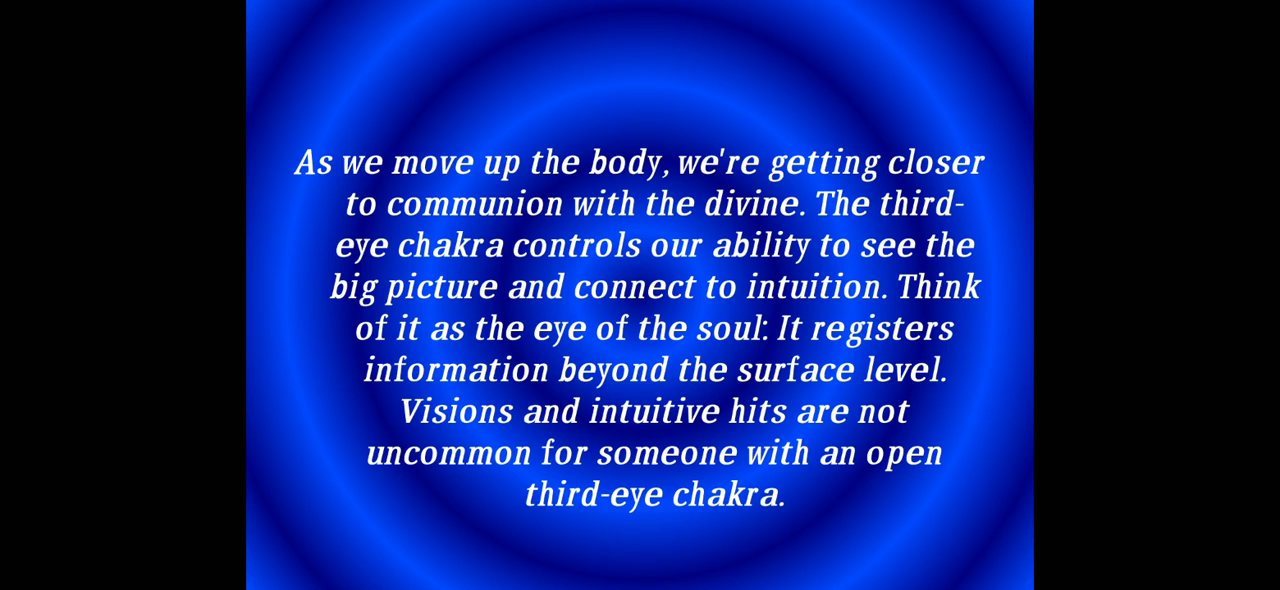 As we move up the body, we're getting closer
to communion with the divine. The third-
eye chakra controls our ability to see the
big picture and connect to intuition. Think
of it as the eye of the soul: It registers
information beyond the surface level.
Visions and intuitive hits are not
uncommon for someone with an open
third-eye chakra.